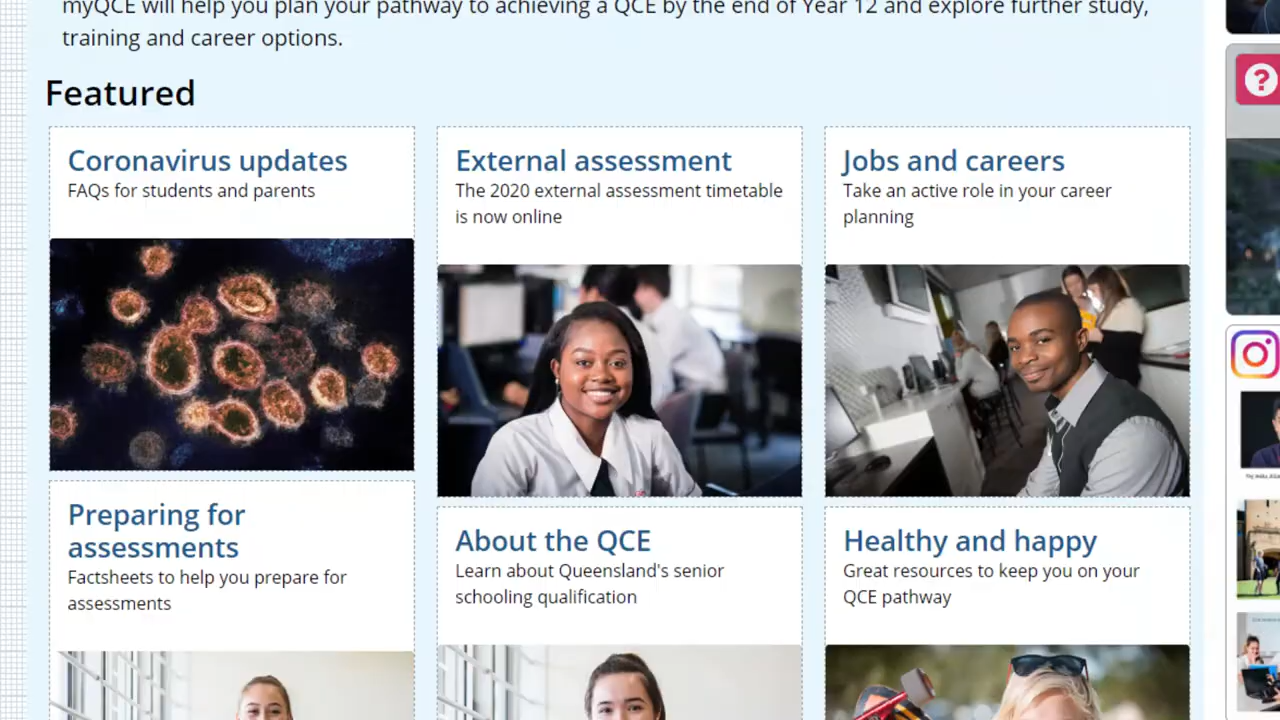 myQCE will help you plan your pathway to achieving a QCE by the end of Year 12 and explore further study,
training and career options.
Featured
Coronavirus updates
FAQs for students and parents
External assessment
The 2020 external assessment timetable
is now online
Jobs and careers
Take an active role in your career
planning
Preparing for
assessments
Factsheets to help you prepare for
assessments
About the QCE
Learn about Queensland's senior
schooling qualification
Healthy and happy
Great resources to keep you on your
QCE pathway
?